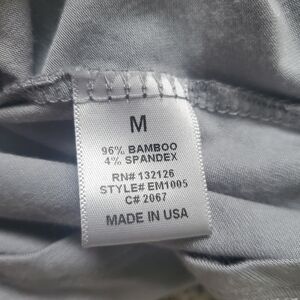 M
96% BAMBOO
4% SPANDEX
RN# 132126
STYLE# EM1005
C# 2067
MADE IN USA